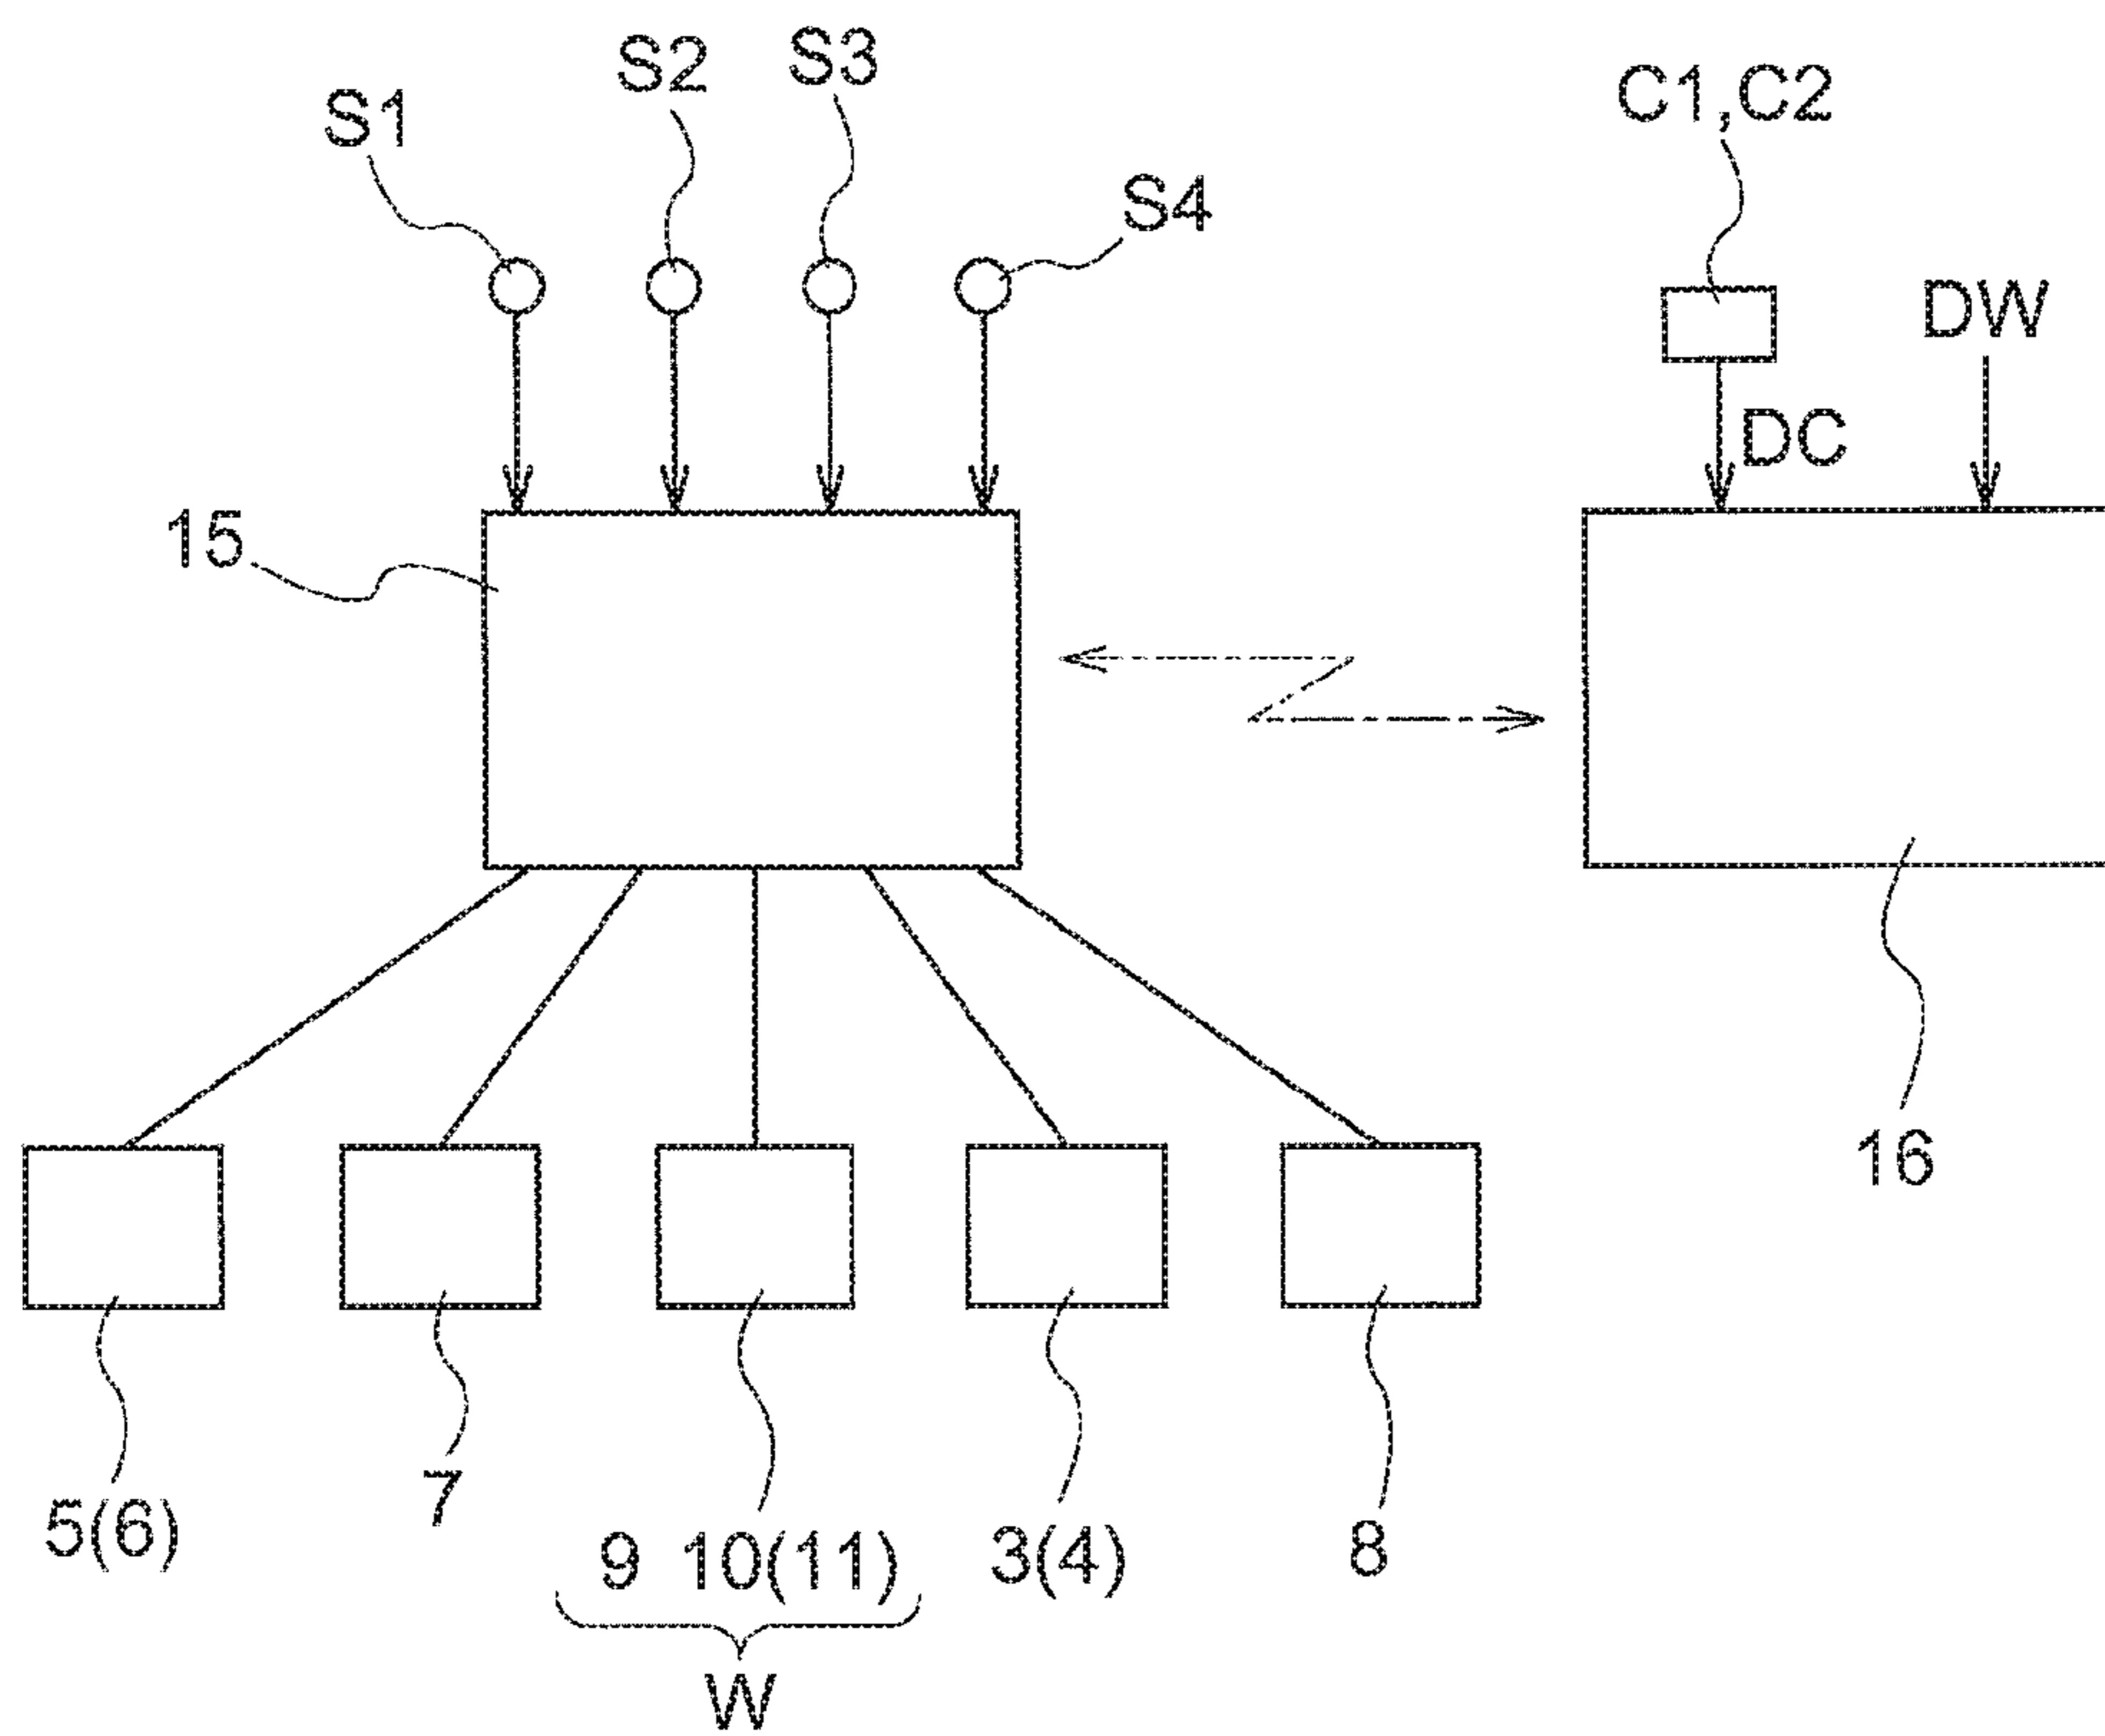 S1
S2
S3
S4
C1,C2
DW
DC
15
16
5(6)
7
9 10(11)
3(4)
8
W